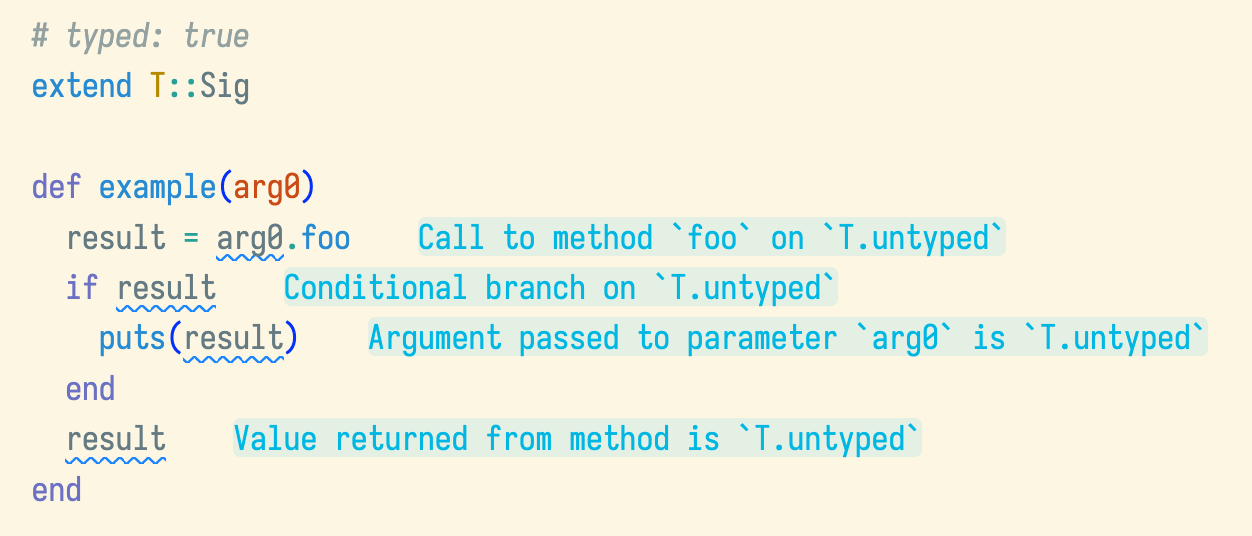 # typed: true
extend T::Sig

def example(arg0)
  result = arg0.foo    Call to method `foo` on `T.untyped`
  if result    Conditional branch on `T.untyped`
    puts(result)    Argument passed to parameter `arg0` is `T.untyped`
  end
  result    Value returned from method is `T.untyped`
end